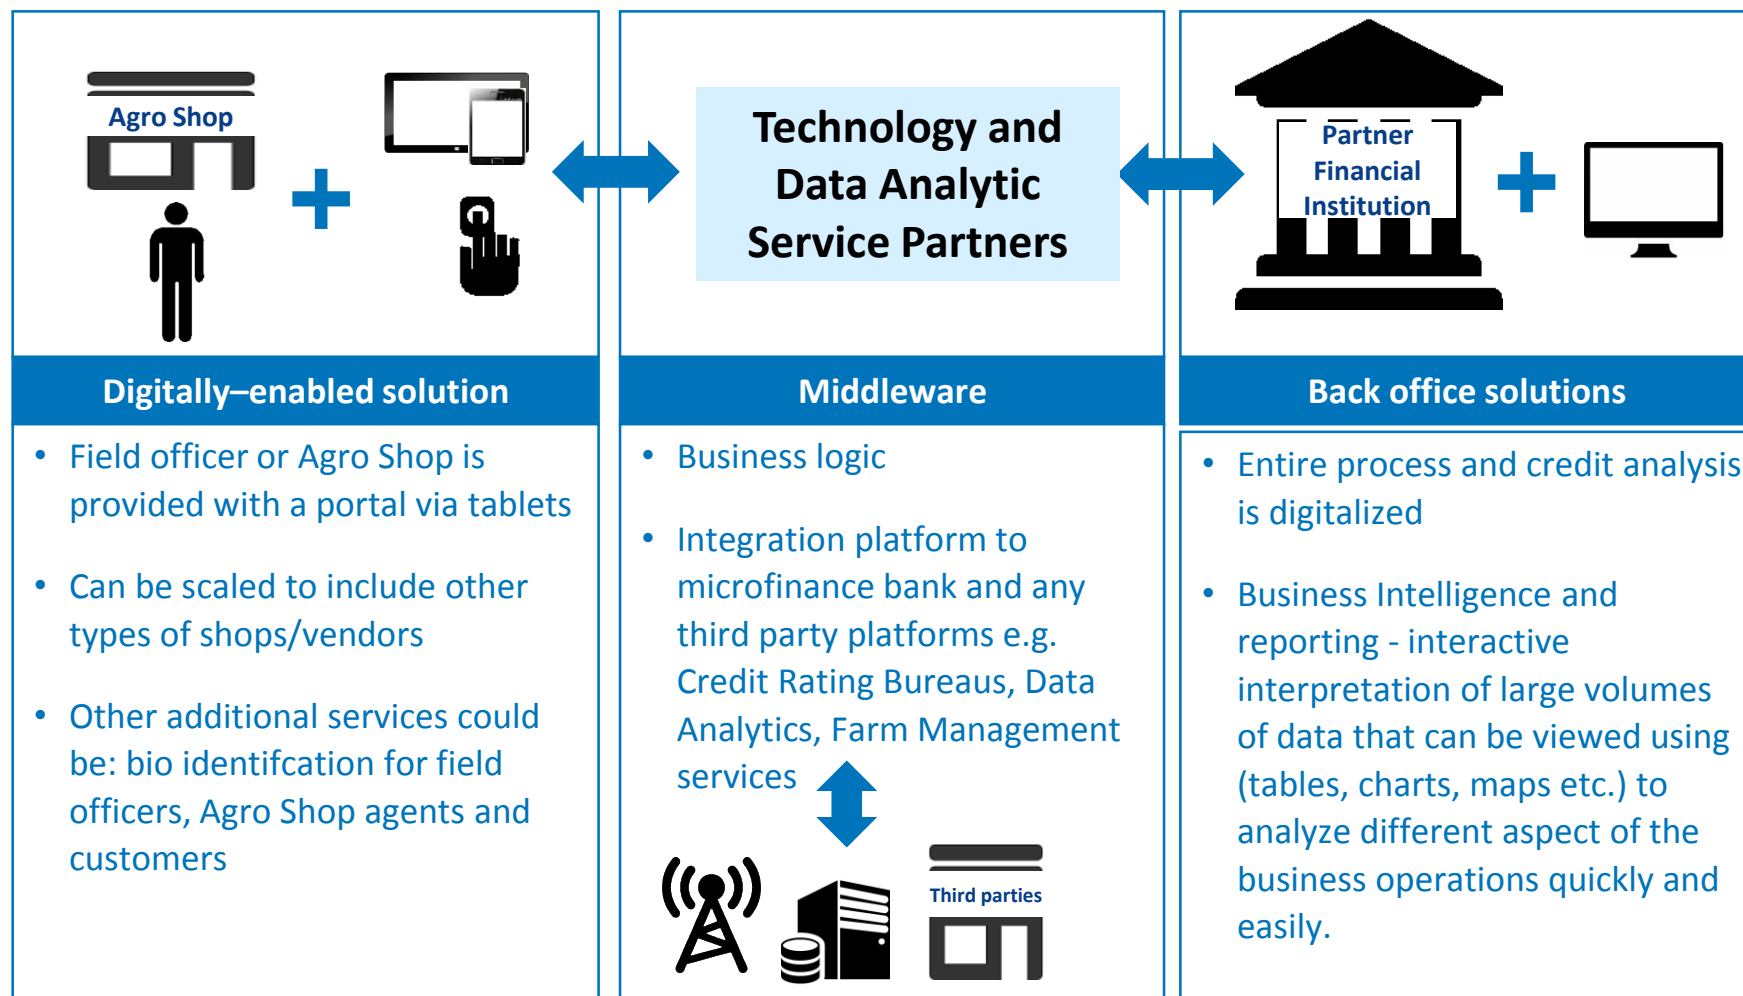 Agro Shop
Digitally–enabled solution
• Field officer or Agro Shop is
provided with a portal via tablets
• Can be scaled to include other
types of shops/vendors
• Other additional services could
be: bio identifcation for field
officers, Agro Shop agents and
customers
Technology and
Data Analytic
Service Partners
Middleware
• Business logic
• Integration platform to
microfinance bank and any
third party platforms e.g.
Credit Rating Bureaus, Data
Analytics, Farm Management
services
Third parties
Partner
Financial
Institution
Back office solutions
• Entire process and credit analysis
is digitalized
• Business Intelligence and
reporting - interactive
interpretation of large volumes
of data that can be viewed using
(tables, charts, maps etc.) to
analyze different aspect of the
business operations quickly and
easily.